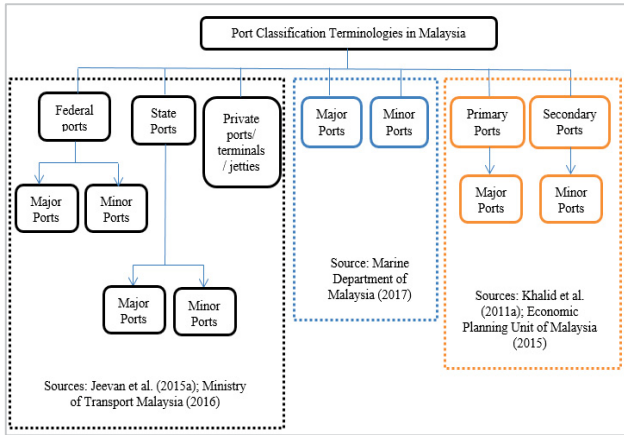 Port Classification Terminologies in Malaysia
Federal
ports
State
Ports
Private
ports/
terminals
/ jetties
Major
Ports
Minor
Ports
Major
Ports
Minor
Ports
Sources: Jeevan et al. (2015a); Ministry
of Transport Malaysia (2016)
Major
Ports
Minor
Ports
Source: Marine
Department of
Malaysia (2017)
Primary
Ports
Secondary
Ports
Major
Ports
Minor
Ports
Sources: Khalid et al.
(2011a); Economic
Planning Unit of Malaysia
(2015)